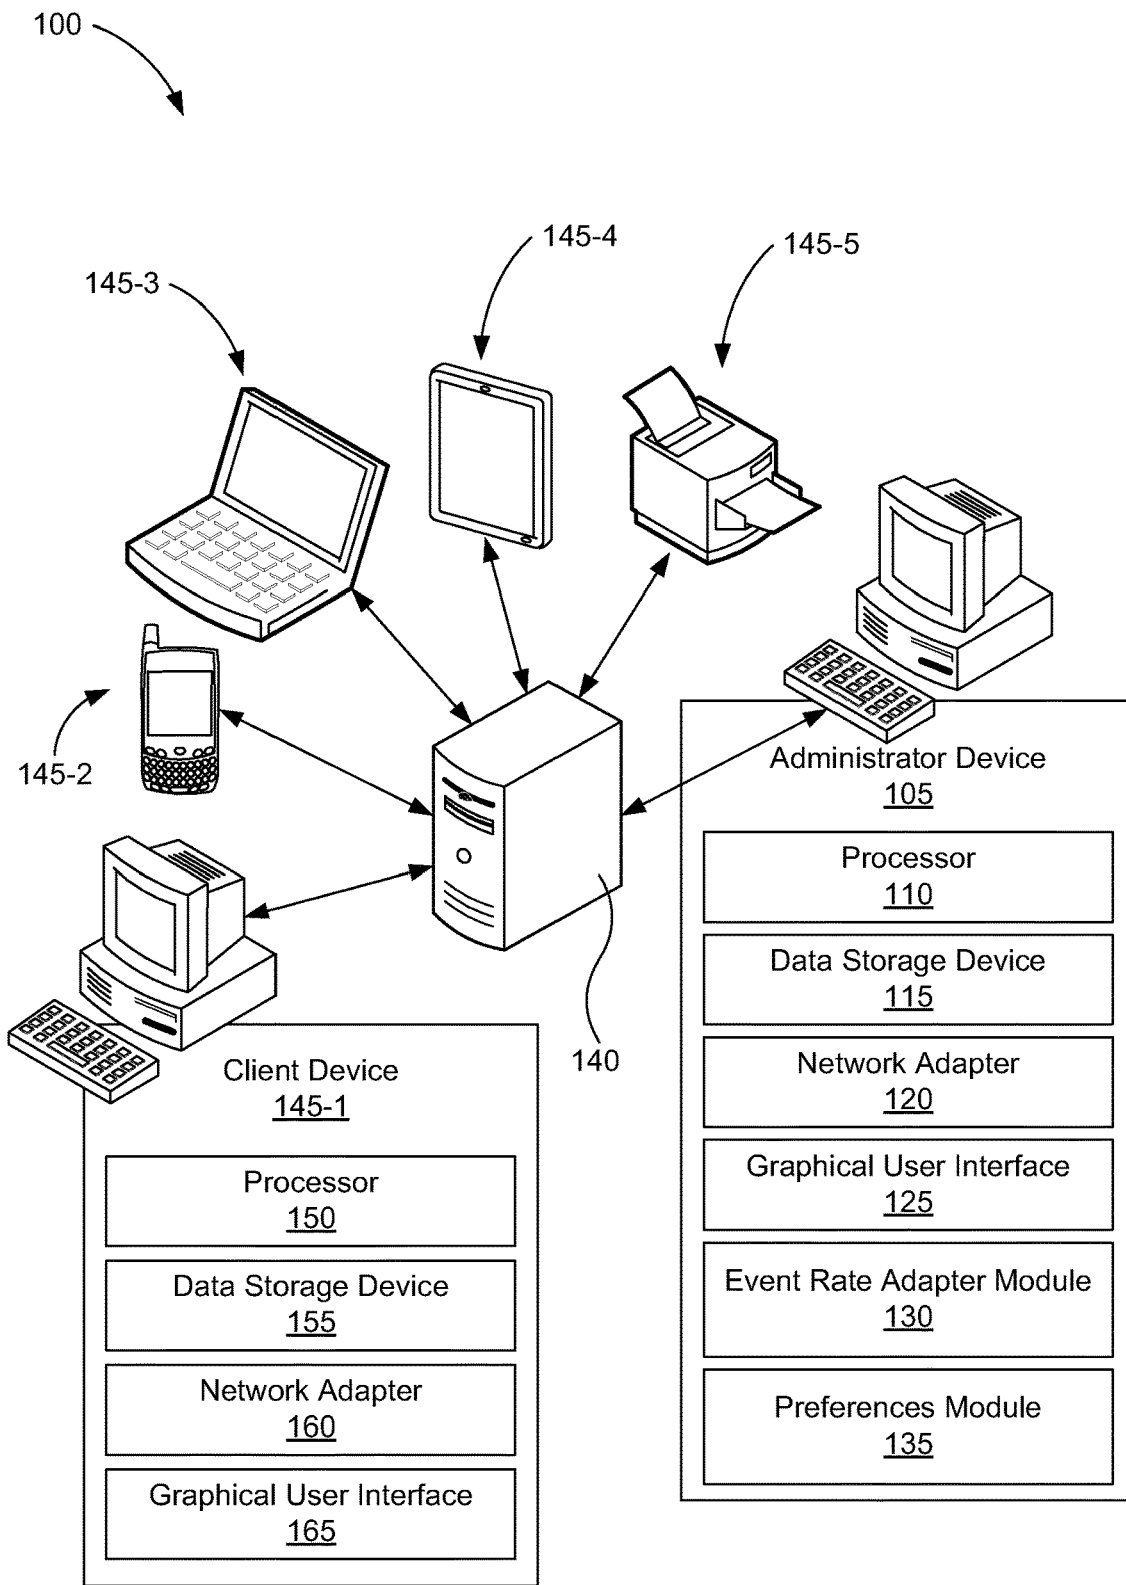 100
145-4
145-5
145-3
145-2
Administrator Device
105
Processor
110
Data Storage Device
115
Network Adapter
120
Graphical User Interface
125
Event Rate Adapter Module
130
Preferences Module
135
140
Client Device
145-1
Processor
150
Data Storage Device
155
Network Adapter
160
Graphical User Interface
165